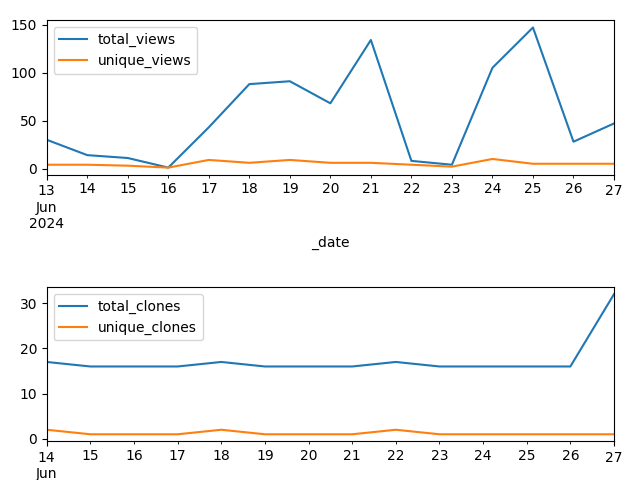 150
total_views
unique_views
100
50
0
13 14 15 16 17 18 19 20 21 22 23 24 25 26 27
Jun
2024
_date
30
total_clones
unique_clones
20
10
0
14 15 16 17 18 19 20 21 22 23 24 25 26 27
Jun